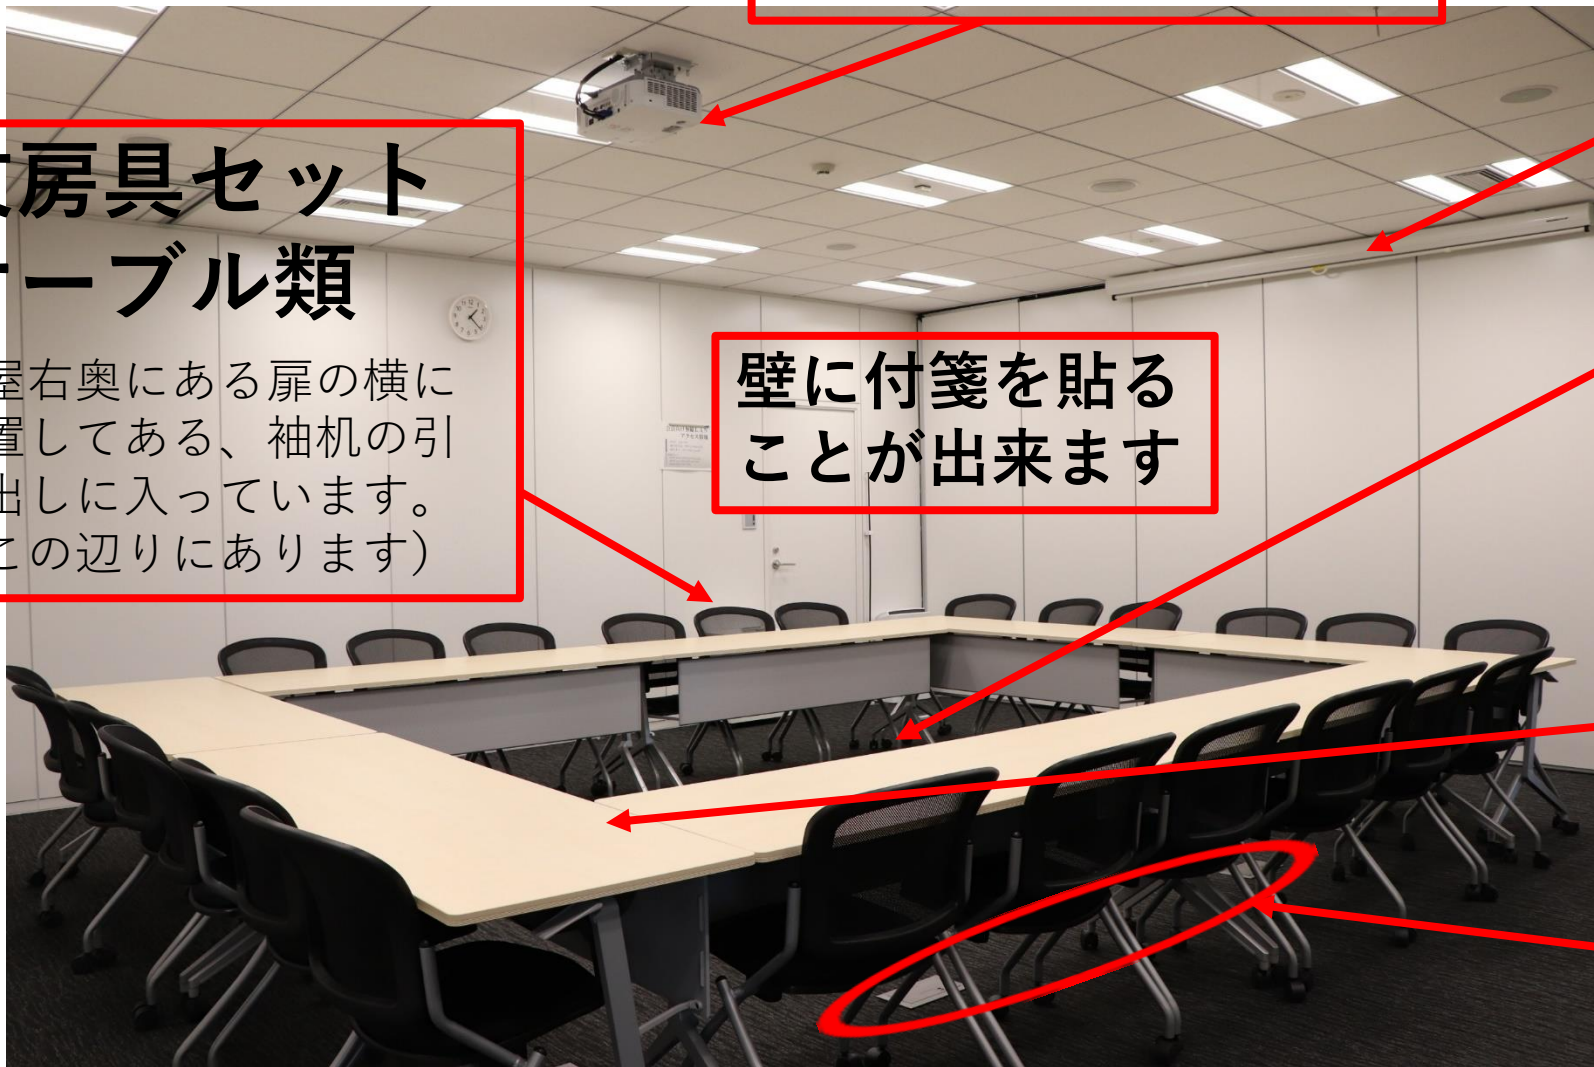 文房具セット
ケーブル類
屋右奥にある扉の横に
置してある、袖机の引
出しに入っています。
この辺りにあります）
壁に付箋を貼る
ことが出来ます